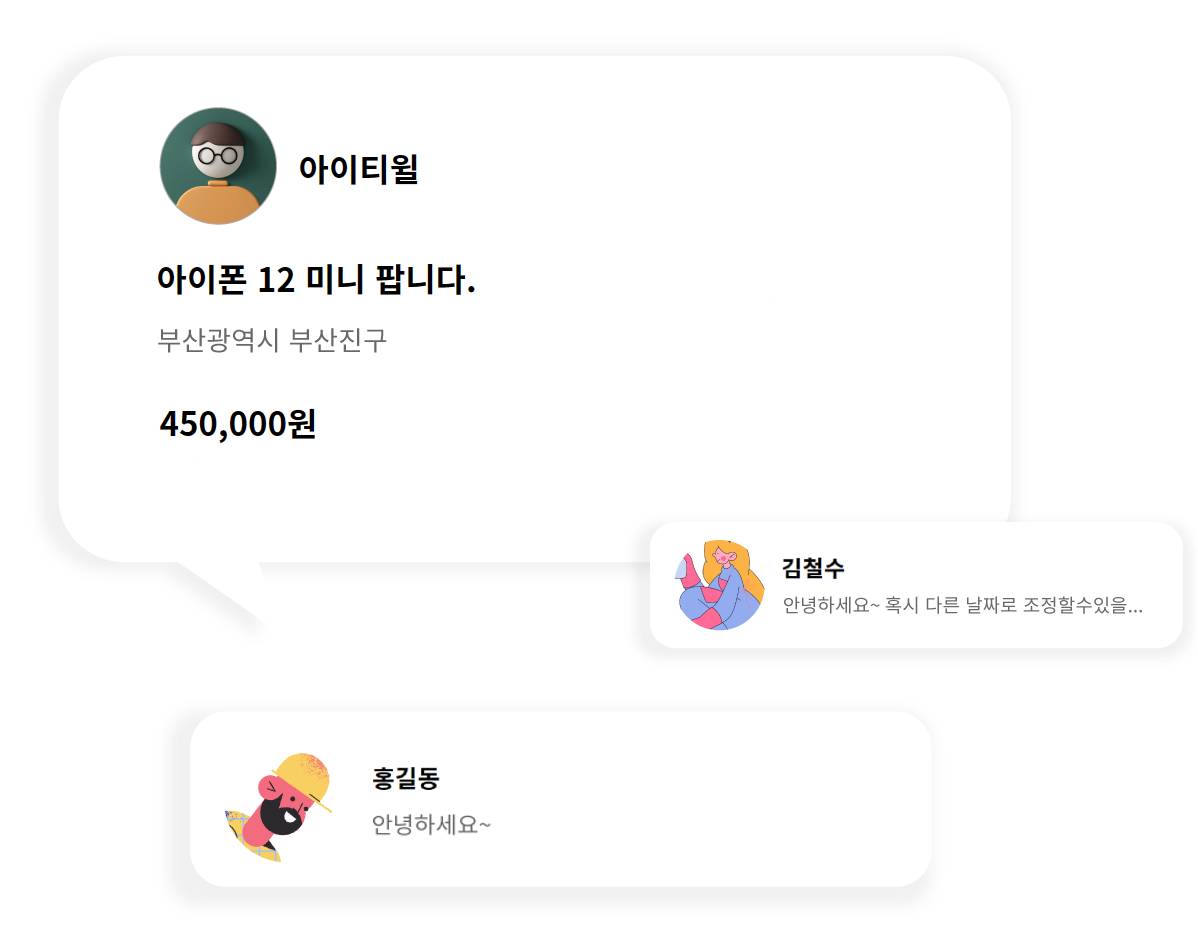 아이티윌
아이폰 12 미니 팝니다.
부산광역시 부산진구
450,000원
김철수
안녕하세요~ 혹시 다른 날짜로 조정할수있을...
홍길동
안녕하세요~